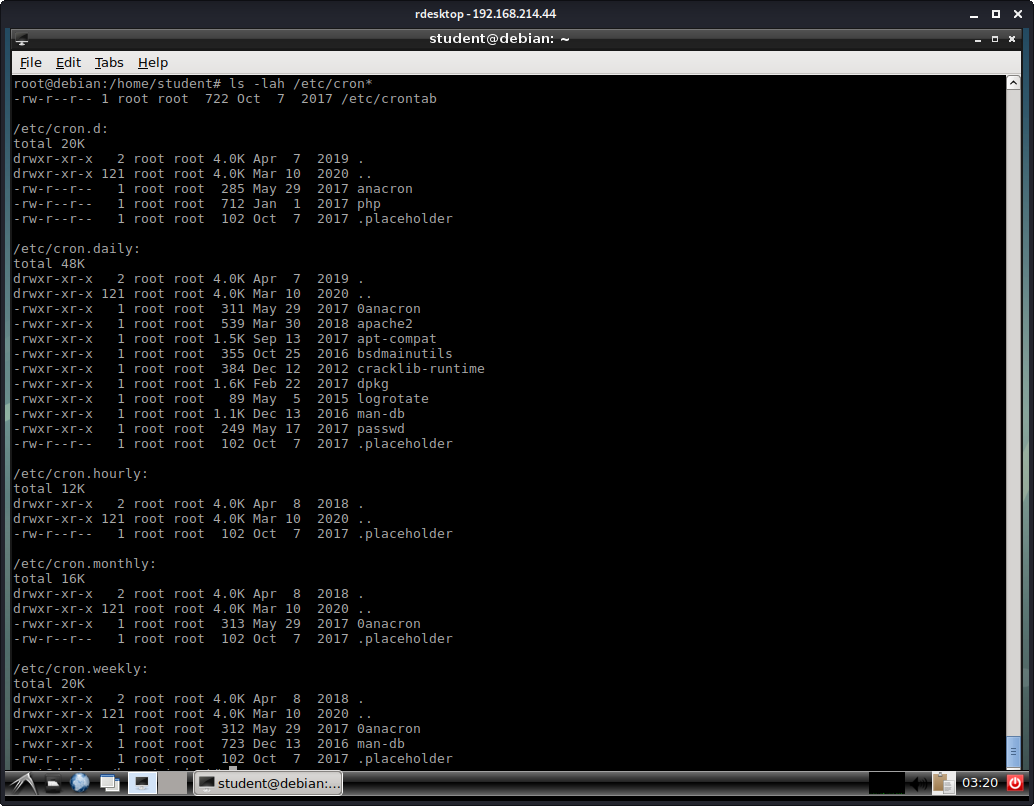 rdesktop - 192.168.214.44
student@debian: ~
File Edit Tabs Help
root@debian:/home/student# ls -lah /etc/cron*
-rw-r--r-- 1 root root  722 Oct  7  2017 /etc/crontab

/etc/cron.d:
total 20K
drwxr-xr-x   2 root root 4.0K Apr  7  2019 .
drwxr-xr-x 121 root root 4.0K Mar 10  2020 ..
-rw-r--r--   1 root root  285 May 29  2017 anacron
-rw-r--r--   1 root root  712 Jan  1  2017 php
-rw-r--r--   1 root root  102 Oct  7  2017 .placeholder

/etc/cron.daily:
total 48K
drwxr-xr-x   2 root root 4.0K Apr  7  2019 .
drwxr-xr-x 121 root root 4.0K Mar 10  2020 ..
-rwxr-xr-x   1 root root  311 May 29  2017 0anacron
-rwxr-xr-x   1 root root  539 Mar 30  2018 apache2
-rwxr-xr-x   1 root root 1.5K Sep 13  2017 apt-compat
-rwxr-xr-x   1 root root  355 Oct 25  2016 bsdmainutils
-rwxr-xr-x   1 root root  384 Dec 12  2012 cracklib-runtime
-rwxr-xr-x   1 root root 1.6K Feb 22  2017 dpkg
-rwxr-xr-x   1 root root   89 May  5  2015 logrotate
-rwxr-xr-x   1 root root 1.1K Dec 13  2016 man-db
-rwxr-xr-x   1 root root  249 May 17  2017 passwd
-rw-r--r--   1 root root  102 Oct  7  2017 .placeholder

/etc/cron.hourly:
total 12K
drwxr-xr-x   2 root root 4.0K Apr  8  2018 .
drwxr-xr-x 121 root root 4.0K Mar 10  2020 ..
-rw-r--r--   1 root root  102 Oct  7  2017 .placeholder

/etc/cron.monthly:
total 16K
drwxr-xr-x   2 root root 4.0K Apr  8  2018 .
drwxr-xr-x 121 root root 4.0K Mar 10  2020 ..
-rwxr-xr-x   1 root root  313 May 29  2017 0anacron
-rw-r--r--   1 root root  102 Oct  7  2017 .placeholder

/etc/cron.weekly:
total 20K
drwxr-xr-x   2 root root 4.0K Apr  8  2018 .
drwxr-xr-x 121 root root 4.0K Mar 10  2020 ..
-rwxr-xr-x   1 root root  312 May 29  2017 0anacron
-rwxr-xr-x   1 root root  723 Dec 13  2016 man-db
-rw-r--r--   1 root root  102 Oct  7  2017 .placeholder
student@debian:...
03:20